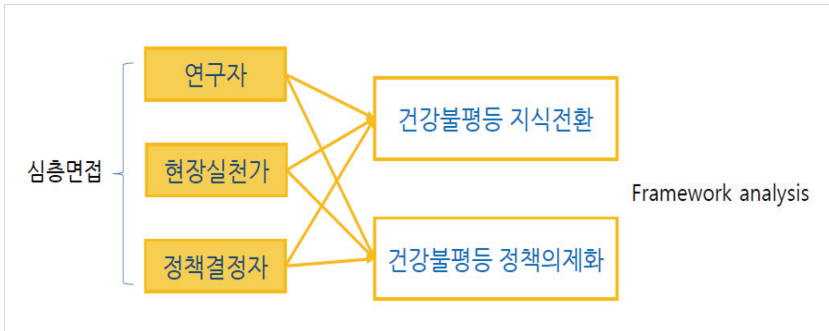 연구자
건강불평등 지식전환
심층면접
현장실천가
Framework analysis
정책결정자
건강불평등 정책의제화